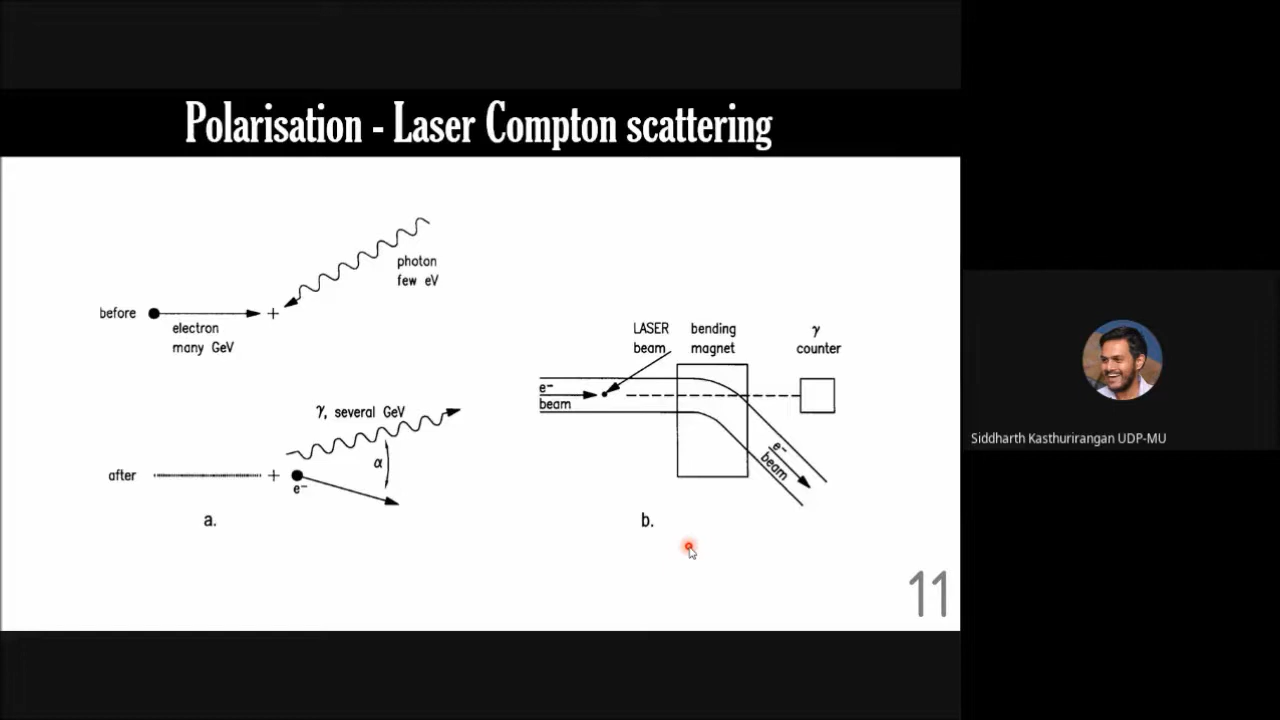 Polarisation - Laser Compton scattering
photon
few eV
before
+
electron
many GeV
γ, several GeV
α
after
+
e⁻
a.
LASER
beam
bending
magnet
γ
counter
e⁻
beam
e⁻
beam
b.
11
Siddharth Kasthurirangan UDP-MU